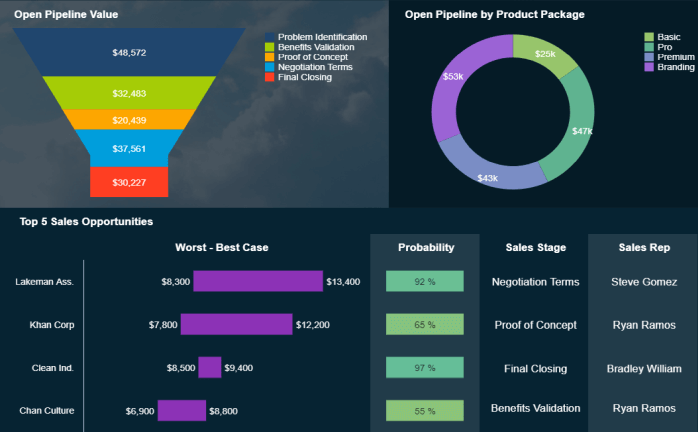 Open Pipeline Value
$48,572
$32,483
$20,439
$37,561
$30,227
Problem Identification
Benefits Validation
Proof of Concept
Negotiation Terms
Final Closing
Open Pipeline by Product Package
$25k
$47k
$43k
$53k
Basic
Pro
Premium
Branding
Top 5 Sales Opportunities
Worst - Best Case Probability Sales Stage Sales Rep
Lakeman Ass. $8,300 $13,400 92 % Negotiation Terms Steve Gomez
Khan Corp $7,800 $12,200 65 % Proof of Concept Ryan Ramos
Clean Ind. $8,500 $9,400 97 % Final Closing Bradley William
Chan Culture $6,900 $8,800 55 % Benefits Validation Ryan Ramos